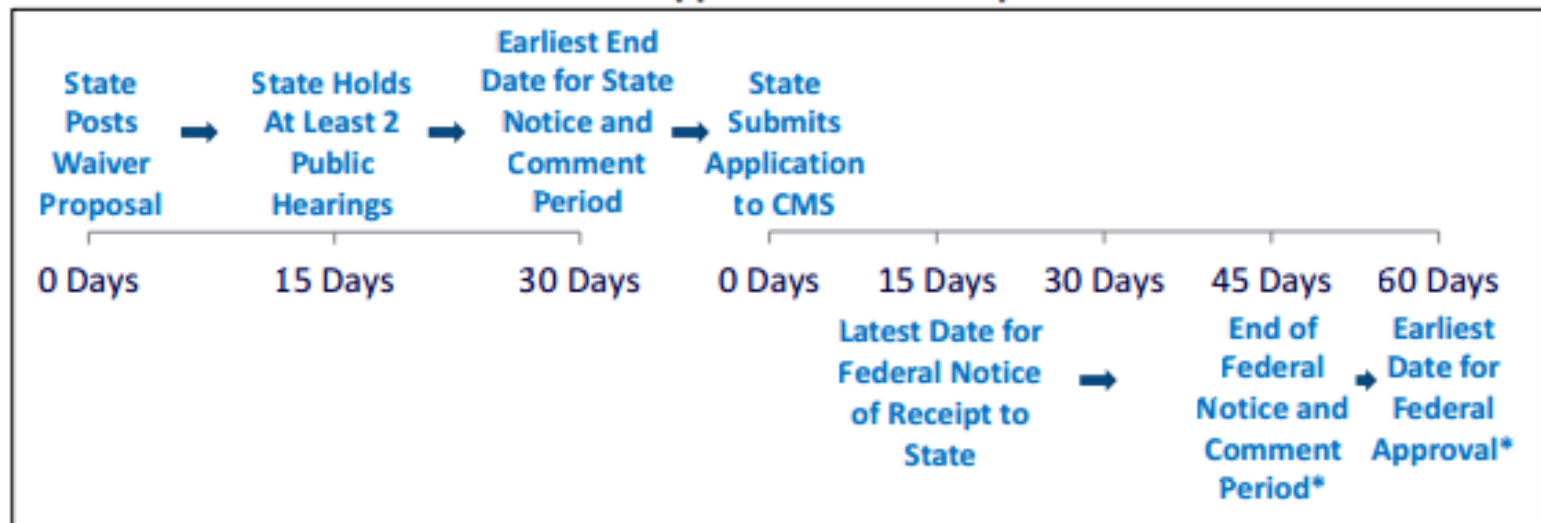 State
Posts
Waiver
Proposal
State Holds
At Least 2
Public
Hearings
Earliest End
Date for State
Notice and
Comment
Period
State
Submits
Application
to CMS
0 Days
15 Days
30 Days
0 Days
15 Days
30 Days
45 Days
60 Days
Latest Date for
Federal Notice
of Receipt to
State
End of
Federal
Notice and
Comment
Period*
Earliest
Date for
Federal
Approval*